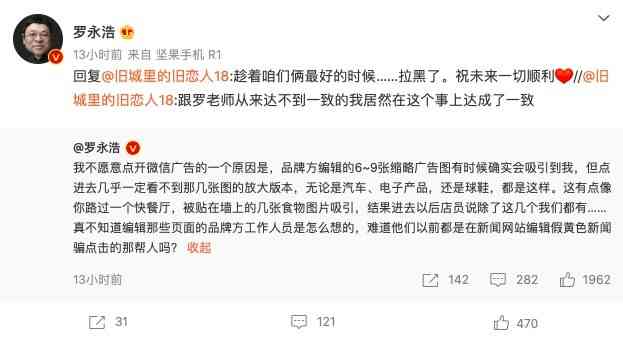 罗永浩
13小时前 来自 坚果手机 R1
回复@旧城里的旧恋人18:趁着咱们俩最好的时候......拉黑了。祝未来一切顺利❤//@旧
城里的旧恋人18:跟罗老师从来达不到一致的我居然在这个事上达成了一致
@罗永浩
我不愿意点开微信广告的一个原因是，品牌方编辑的6~9张缩略广告图有时候确实会吸引到我，但点
进去几乎一定看不到那几张图的放大版本，无论是汽车、电子产品，还是球鞋，都是这样。这有点像
你路过一个快餐厅，被贴在墙上的几张食物图片吸引，结果进去以后店员说除了这几个我们都有......
真不知道编辑那些页面的品牌方工作人员是怎么想的，难道他们以前都是在新闻网站编辑假黄色新闻
骗点击的那帮人吗？ 收起
13小时前 142 282 1962
31 121 470